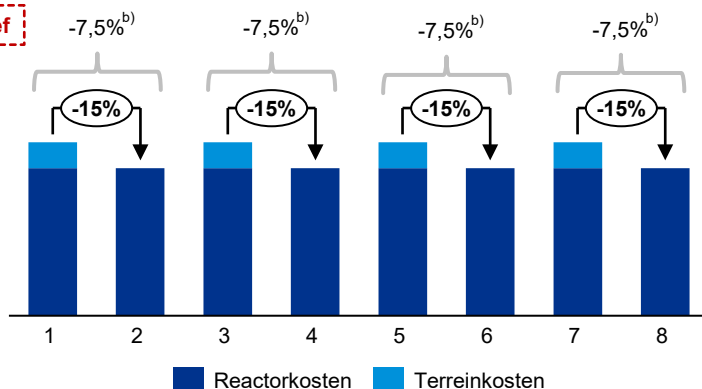 -7,5%b) -7,5%b) -7,5%b) -7,5%b)
-15% -15% -15% -15%
1 2 3 4 5 6 7 8
Reactorkosten Terreinkosten